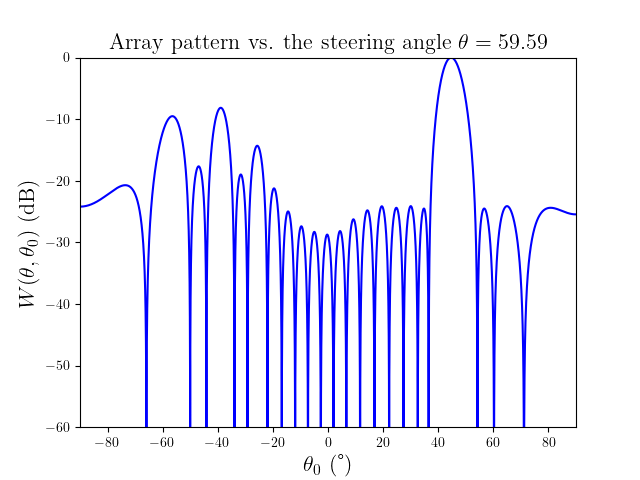 Array pattern vs. the steering angle θ = 59.59
W(θ, θ₀) (dB)
0
−10
−20
−30
−40
−50
−60
−80 −60 −40 −20 0 20 40 60 80
θ₀ (°)